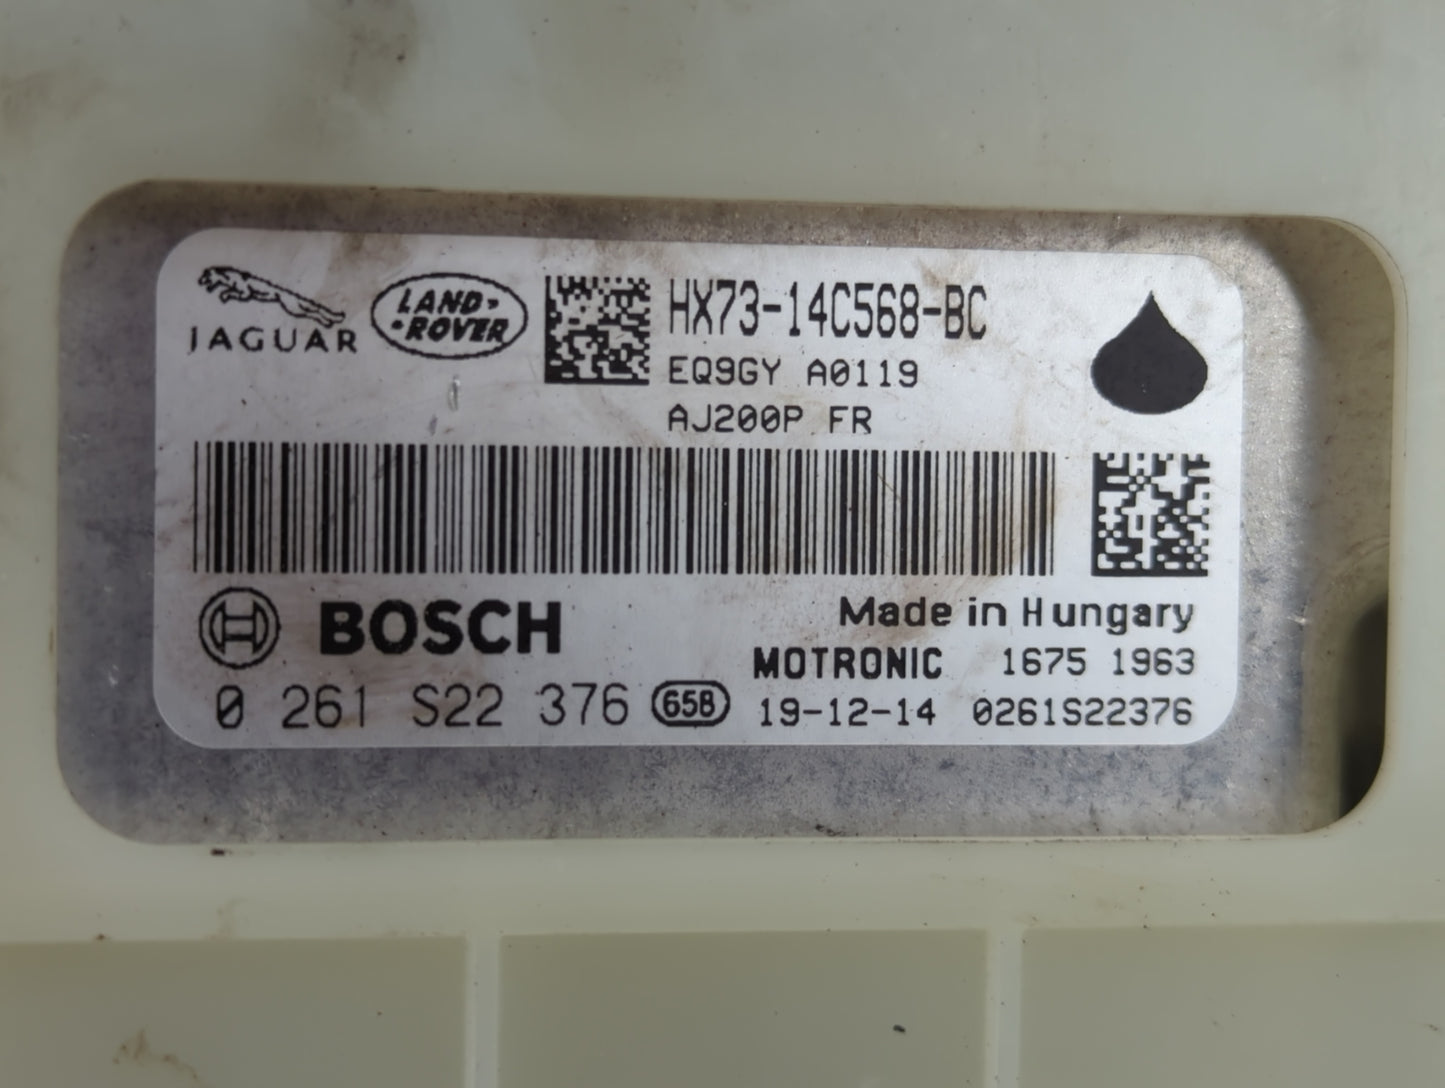 JAGUAR
LAND-
-ROVER
HX73-14C568-BC
EQ9GY A0119
AJ200P FR
BOSCH
Made in Hungary
MOTRONIC 1675 1963
0 261 S22 376 65B 19-12-14 0261S22376